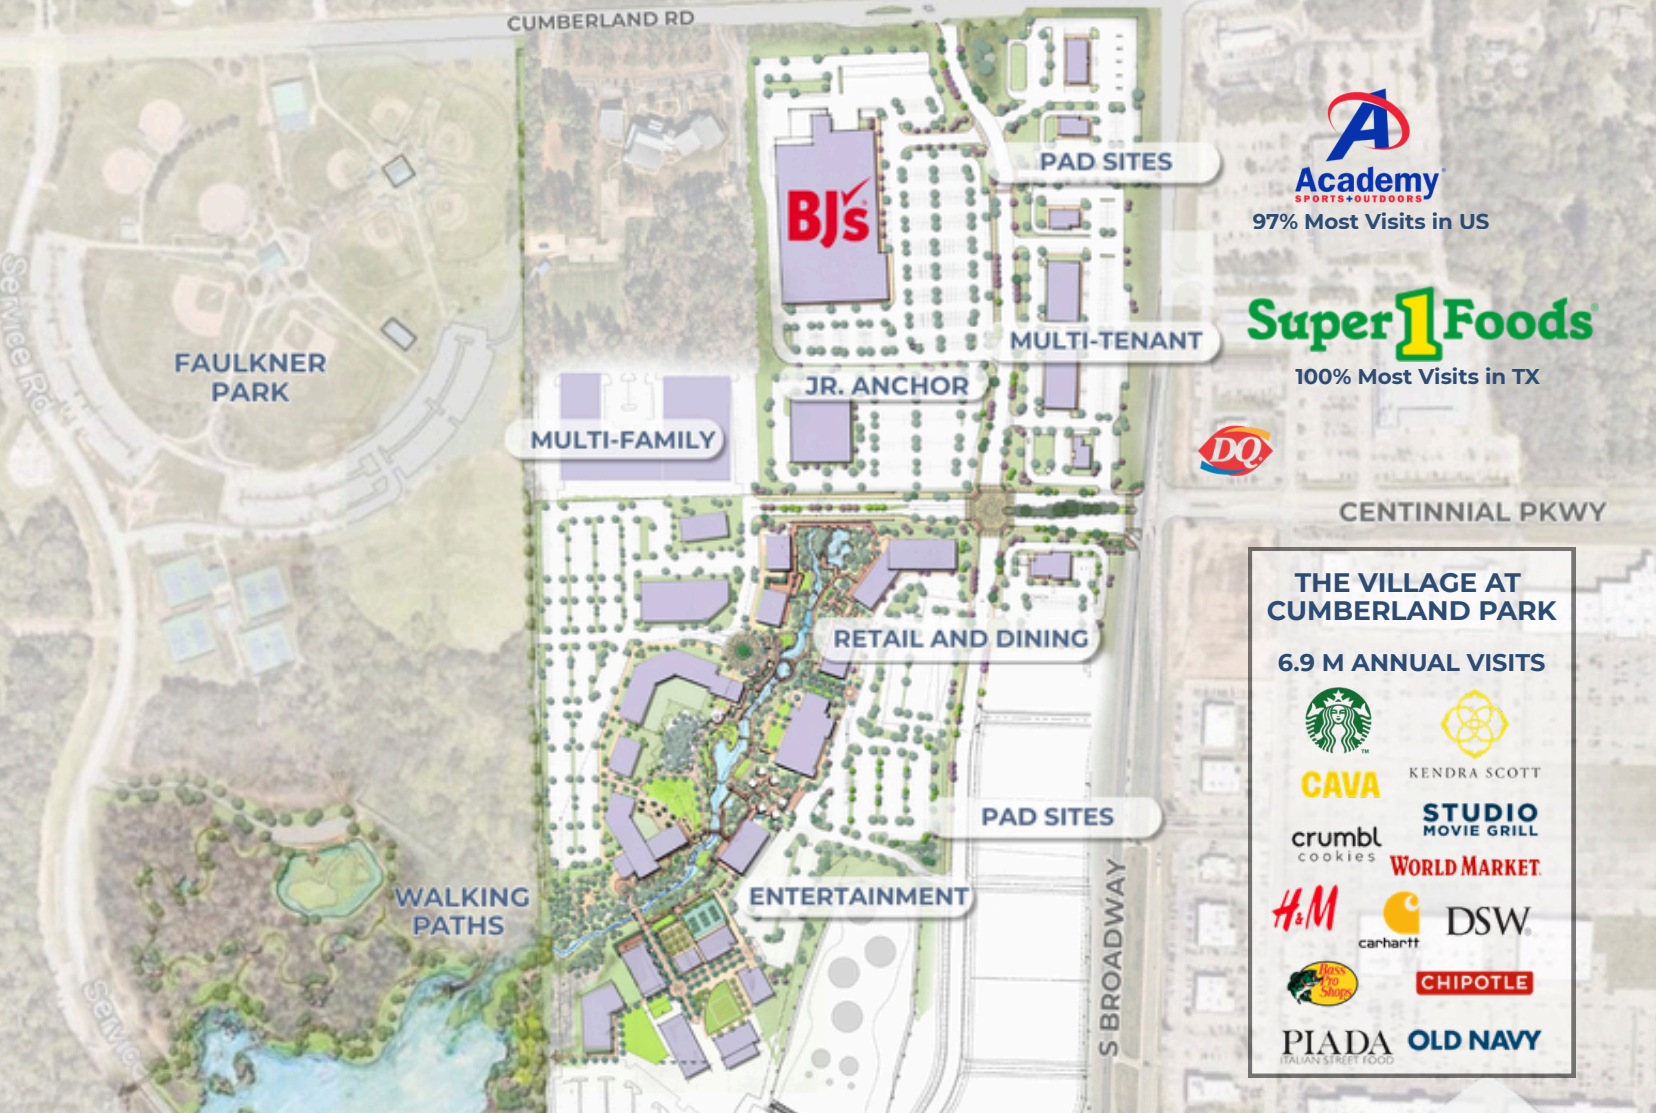 CUMBERLAND RD
PAD SITES
Academy
SPORTS+OUTDOORS
97% Most Visits in US
BJ's
Service Rd
Super 1 Foods
MULTI-TENANT
100% Most Visits in TX
FAULKNER
PARK
JR. ANCHOR
MULTI-FAMILY
DQ
CENTINNIAL PKWY
RETAIL AND DINING
PAD SITES
ENTERTAINMENT
WALKING
PATHS
S BROADWAY
Servic
THE VILLAGE AT
CUMBERLAND PARK
6.9 M ANNUAL VISITS
KENDRA SCOTT
CAVA
STUDIO
MOVIE GRILL
crumbl
cookies
WORLD MARKET
H&M
carhartt
DSW
Bass
Pro
Shops
CHIPOTLE
PIADA
ITALIAN STREET FOOD
OLD NAVY